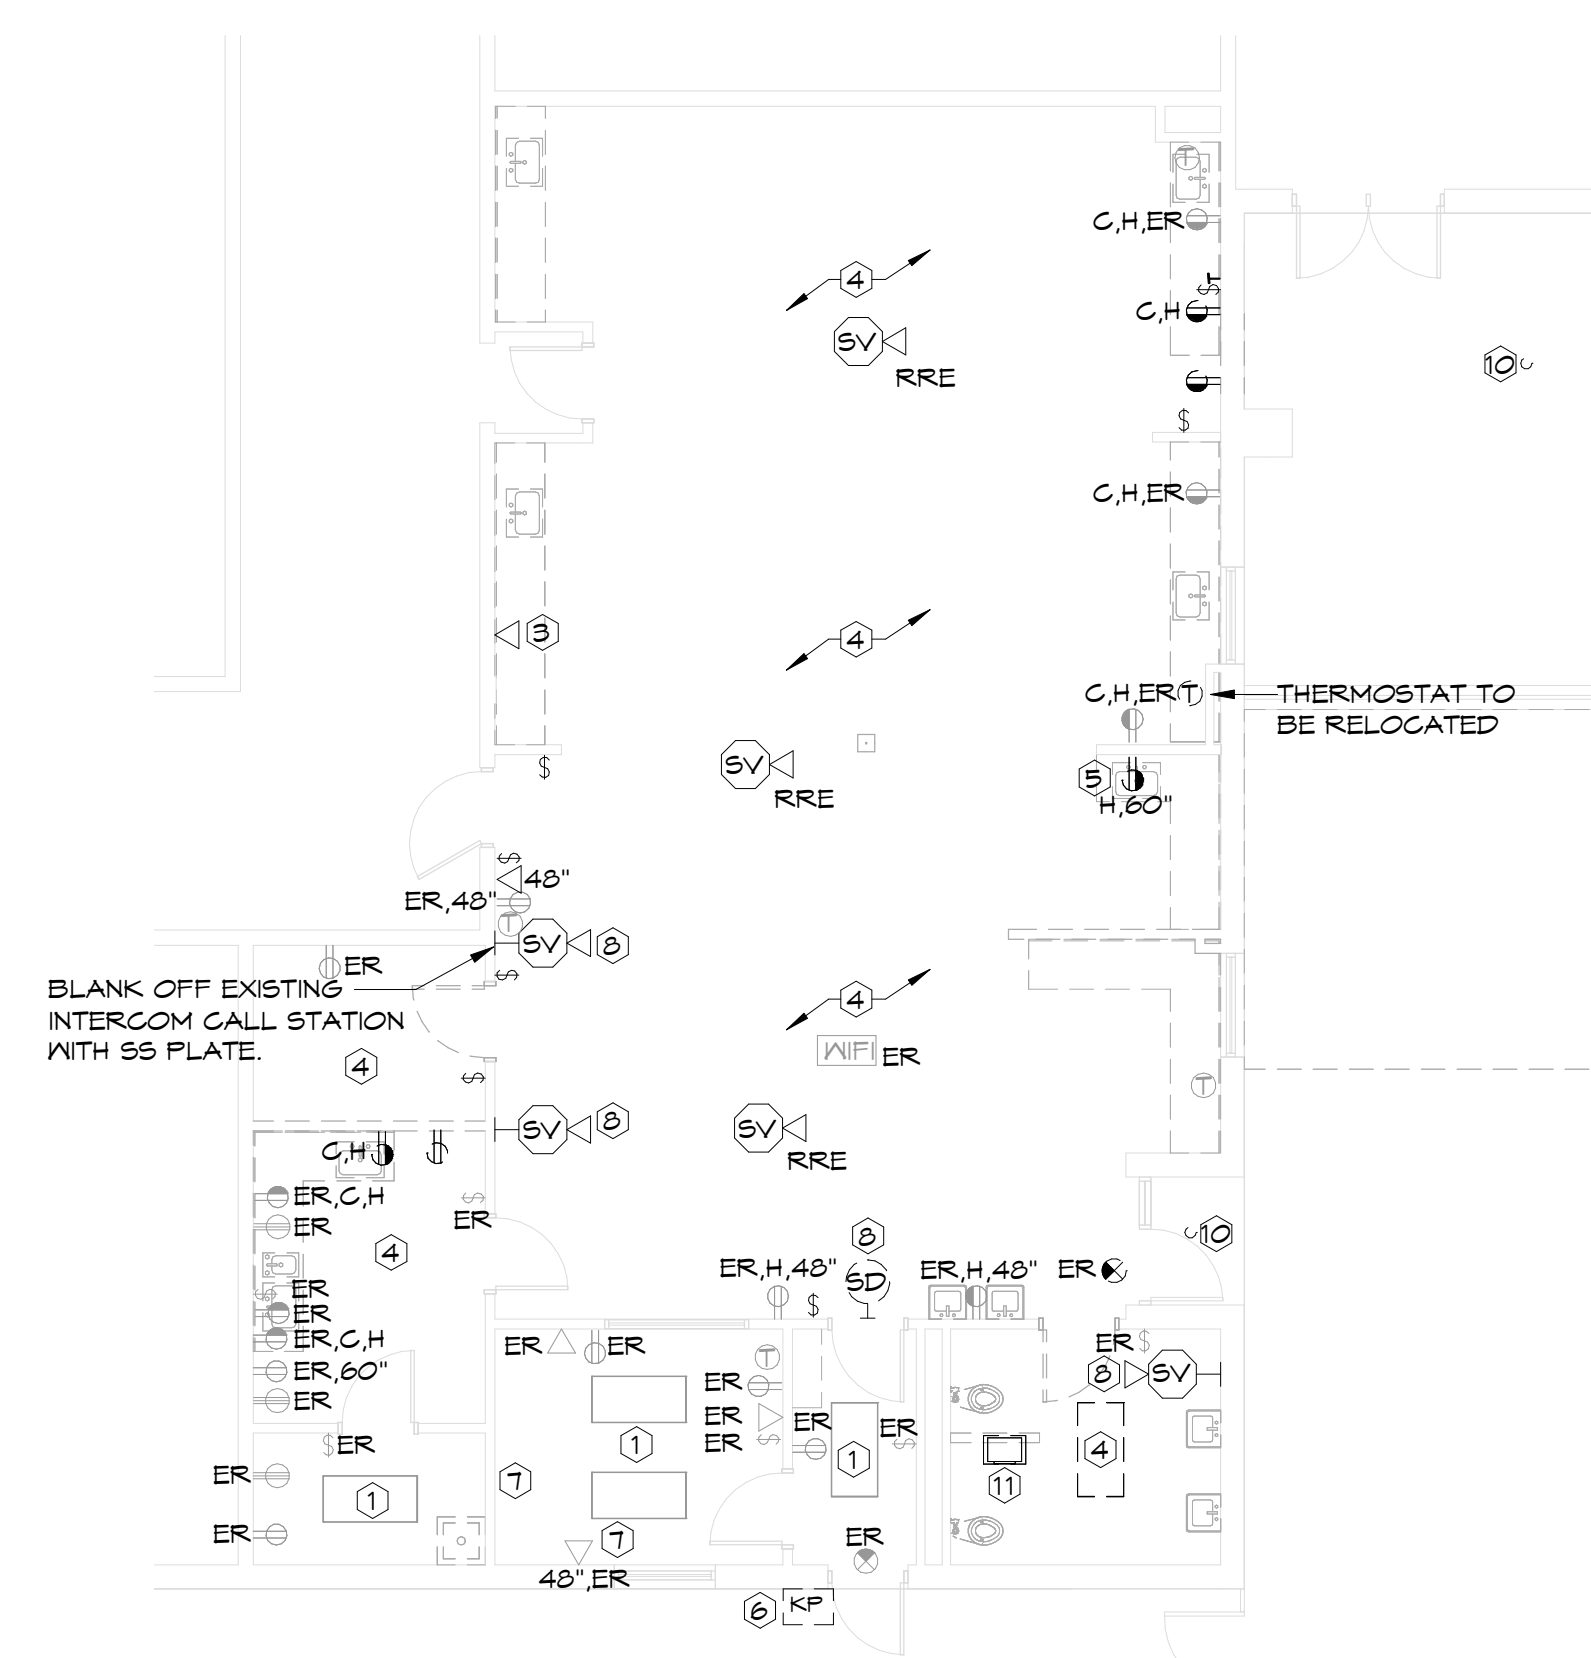 T
C,H,ER
4
$T
C,H
SV
RRE
10
$
C,H,ER
3
4
C,H,ER
T
THERMOSTAT TO
BE RELOCATED
SV
RRE
$
5
H,60"
$
48"
ER,48"
T
SV
8
ER
$
BLANK OFF EXISTING
INTERCOM CALL STATION
WITH SS PLATE.
4
WIFI
ER
4
$
T
SV
8
SV
RRE
C,H
ER,C,H
$
ER
ER
4
8
10
ER,H,48"
SD
ER,H,48"
ER
ER
$
$
ER
ER,C,H
ER
ER
T
ER
$
8
SV
ER,60"
ER
ER
ER
ER
ER
$
ER
$
ER
$
1
1
4
ER
7
11
1
ER
7
ER
48",ER
6
KP